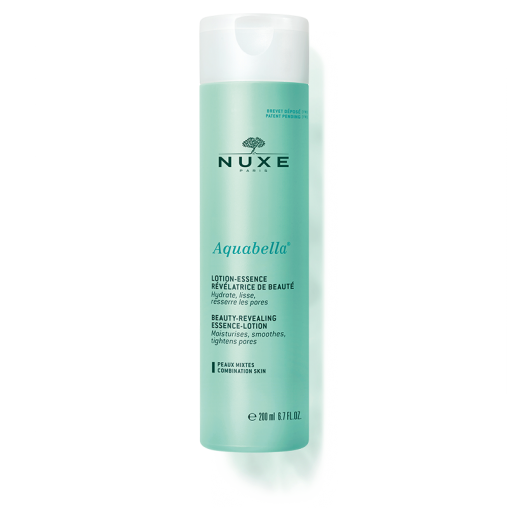 BREVET DÉPOSÉ
PATENT PENDING
NUXE
PARIS
Aquabella®
LOTION-ESSENCE
RÉVÉLATRICE DE BEAUTÉ
Hydrate, lisse,
resserre les pores
BEAUTY-REVEALING
ESSENCE-LOTION
Moisturises, smoothes,
tightens pores
PEAUX MIXTES
COMBINATION SKIN
℮ 200 ml 6.7 FL.OZ.